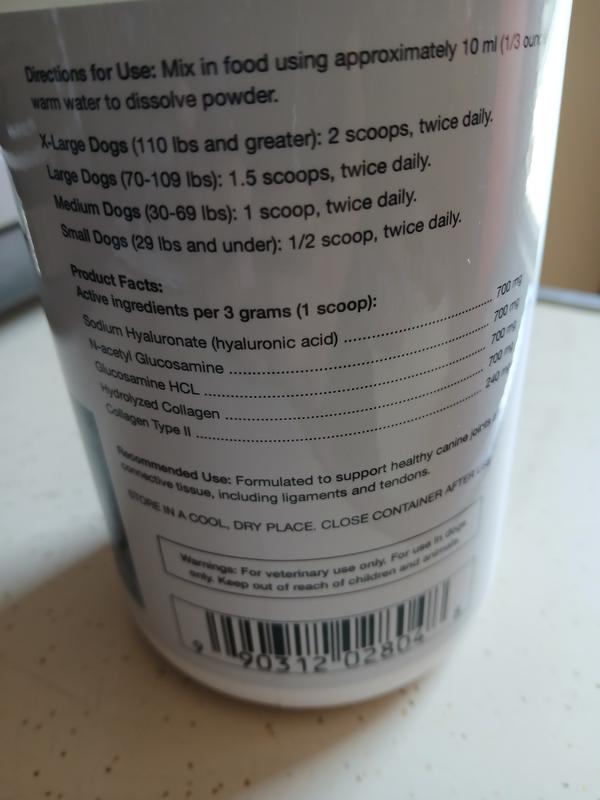 Directions for Use: Mix in food using approximately 10 ml (1/3 ounce
warm water to dissolve powder.
X-Large Dogs (110 lbs and greater): 2 scoops, twice daily.
Large Dogs (70-109 lbs): 1.5 scoops, twice daily.
Medium Dogs (30-69 lbs): 1 scoop, twice daily.
Small Dogs (29 lbs and under): 1/2 scoop, twice daily.
Product Facts:
Active ingredients per 3 grams (1 scoop):
Sodium Hyaluronate (hyaluronic acid) 700 mg
N-acetyl Glucosamine 700 mg
Glucosamine HCL 700 mg
Hydrolyzed Collagen 700 mg
Collagen Type II 240 mg
Recommended Use: Formulated to support healthy canine joints
connective tissue, including ligaments and tendons.
STORE IN A COOL, DRY PLACE. CLOSE CONTAINER AFTER USE
Warnings: For veterinary use only. For use in dogs
only. Keep out of reach of children and animals.
9 90312 02804